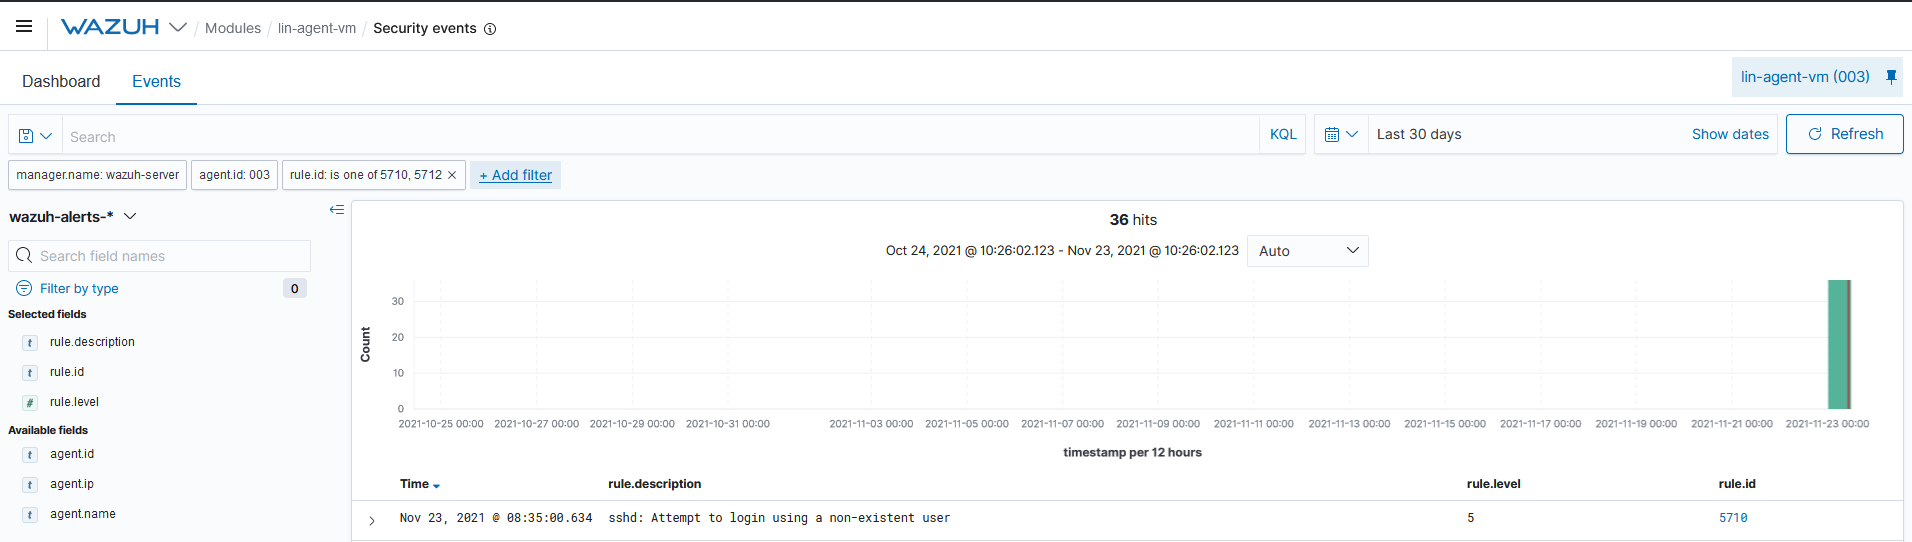 WAZUH / Modules / lin-agent-vm / Security events
Dashboard Events lin-agent-vm (003)
Search KQL Last 30 days Show dates Refresh
manager.name: wazuh-server agent.id: 003 rule.id: is one of 5710, 5712 × + Add filter
wazuh-alerts-*
Search field names
Filter by type 0
Selected fields
t rule.description
t rule.id
# rule.level
Available fields
t agent.id
t agent.ip
t agent.name
36 hits
Oct 24, 2021 @ 10:26:02.123 - Nov 23, 2021 @ 10:26:02.123 Auto
Count
30
20
10
0
2021-10-25 00:00 2021-10-27 00:00 2021-10-29 00:00 2021-10-31 00:00 2021-11-03 00:00 2021-11-05 00:00 2021-11-07 00:00 2021-11-09 00:00 2021-11-11 00:00 2021-11-13 00:00 2021-11-15 00:00 2021-11-17 00:00 2021-11-19 00:00 2021-11-21 00:00 2021-11-23 00:00
timestamp per 12 hours
Time rule.description rule.level rule.id
Nov 23, 2021 @ 08:35:00.634 sshd: Attempt to login using a non-existent user 5 5710